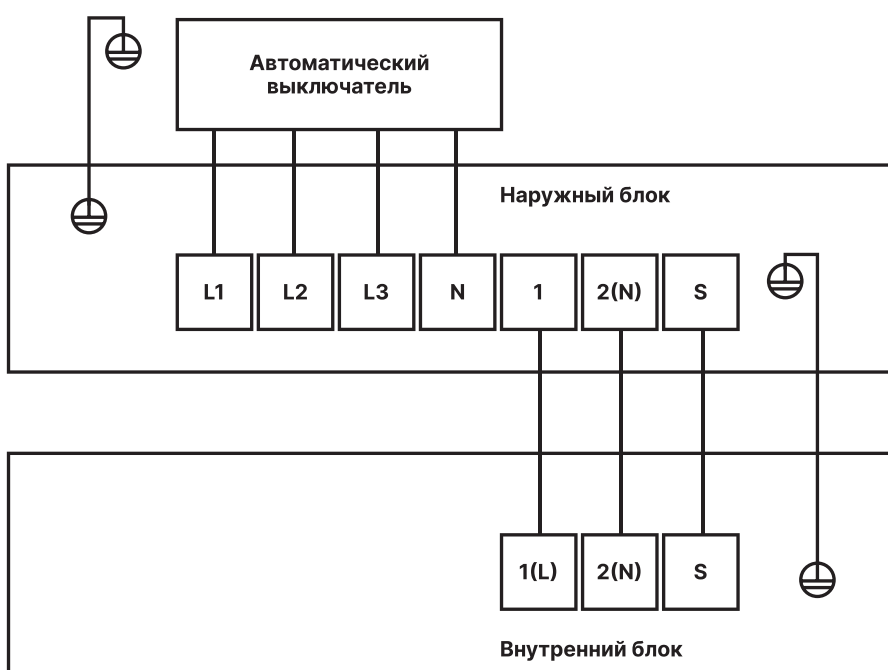 Автоматический
выключатель
Наружный блок
L1 L2 L3 N 1 2(N) S
1(L) 2(N) S
Внутренний блок